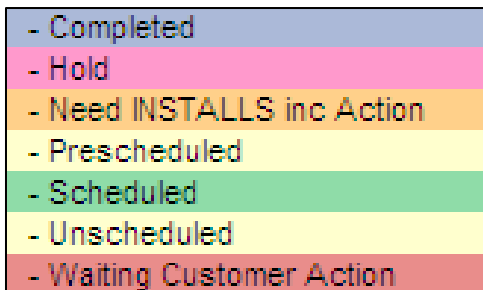 - Completed
- Hold
- Need INSTALLS inc Action
- Prescheduled
- Scheduled
- Unscheduled
- Waiting Customer Action